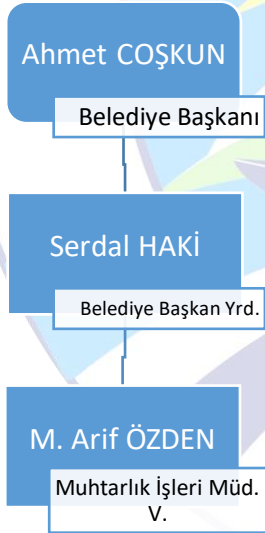 Ahmet COŞKUN
Belediye Başkanı
Serdal HAKİ
Belediye Başkan Yrd.
M. Arif ÖZDEN
Muhtarlık İşleri Müd.
V.